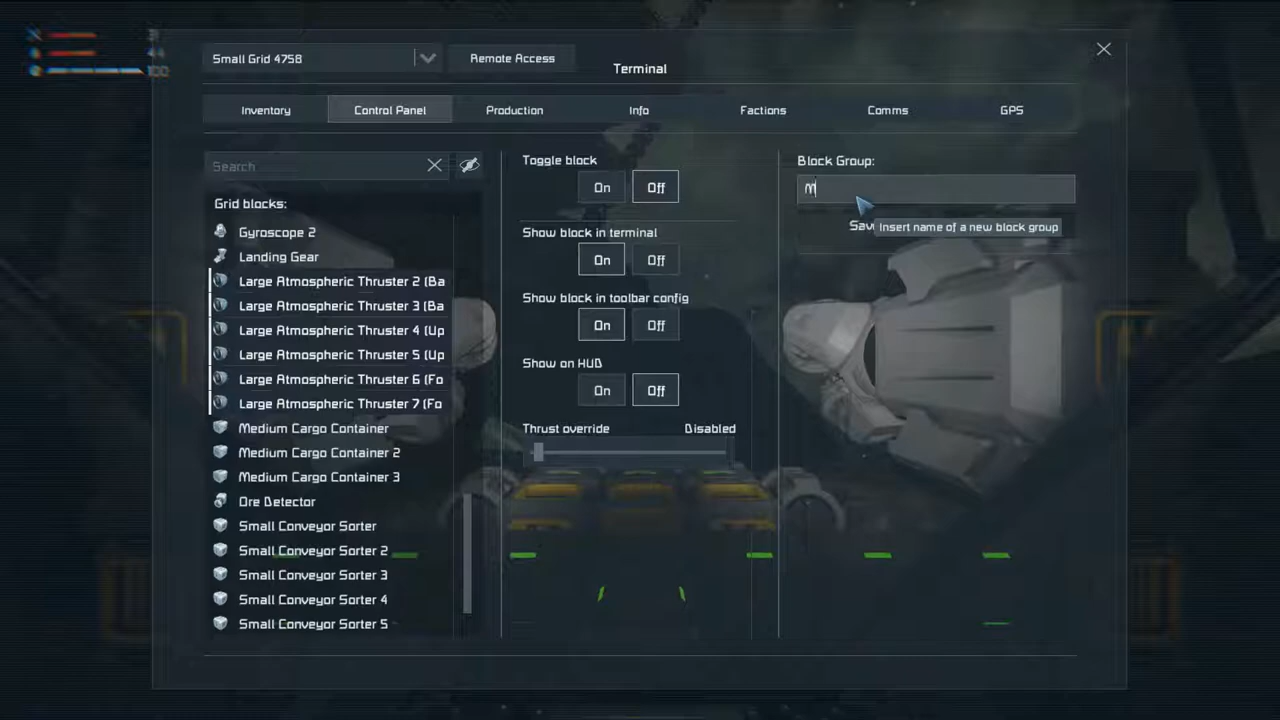 Small Grid 4758
Remote Access
Terminal
Inventory
Control Panel
Production
Info
Factions
Comms
GPS
Search
Grid blocks:
Gyroscope 2
Landing Gear
Large Atmospheric Thruster 2 (Ba
Large Atmospheric Thruster 3 (Ba
Large Atmospheric Thruster 4 (Up
Large Atmospheric Thruster 5 (Up
Large Atmospheric Thruster 6 (Fo
Large Atmospheric Thruster 7 (Fo
Medium Cargo Container
Medium Cargo Container 2
Medium Cargo Container 3
Ore Detector
Small Conveyor Sorter
Small Conveyor Sorter 2
Small Conveyor Sorter 3
Small Conveyor Sorter 4
Small Conveyor Sorter 5
Toggle block
On Off
Show block in terminal
On Off
Show block in toolbar config
On Off
Show on HUD
On Off
Thrust override Disabled
Block Group:
M
Sav
Insert name of a new block group
100